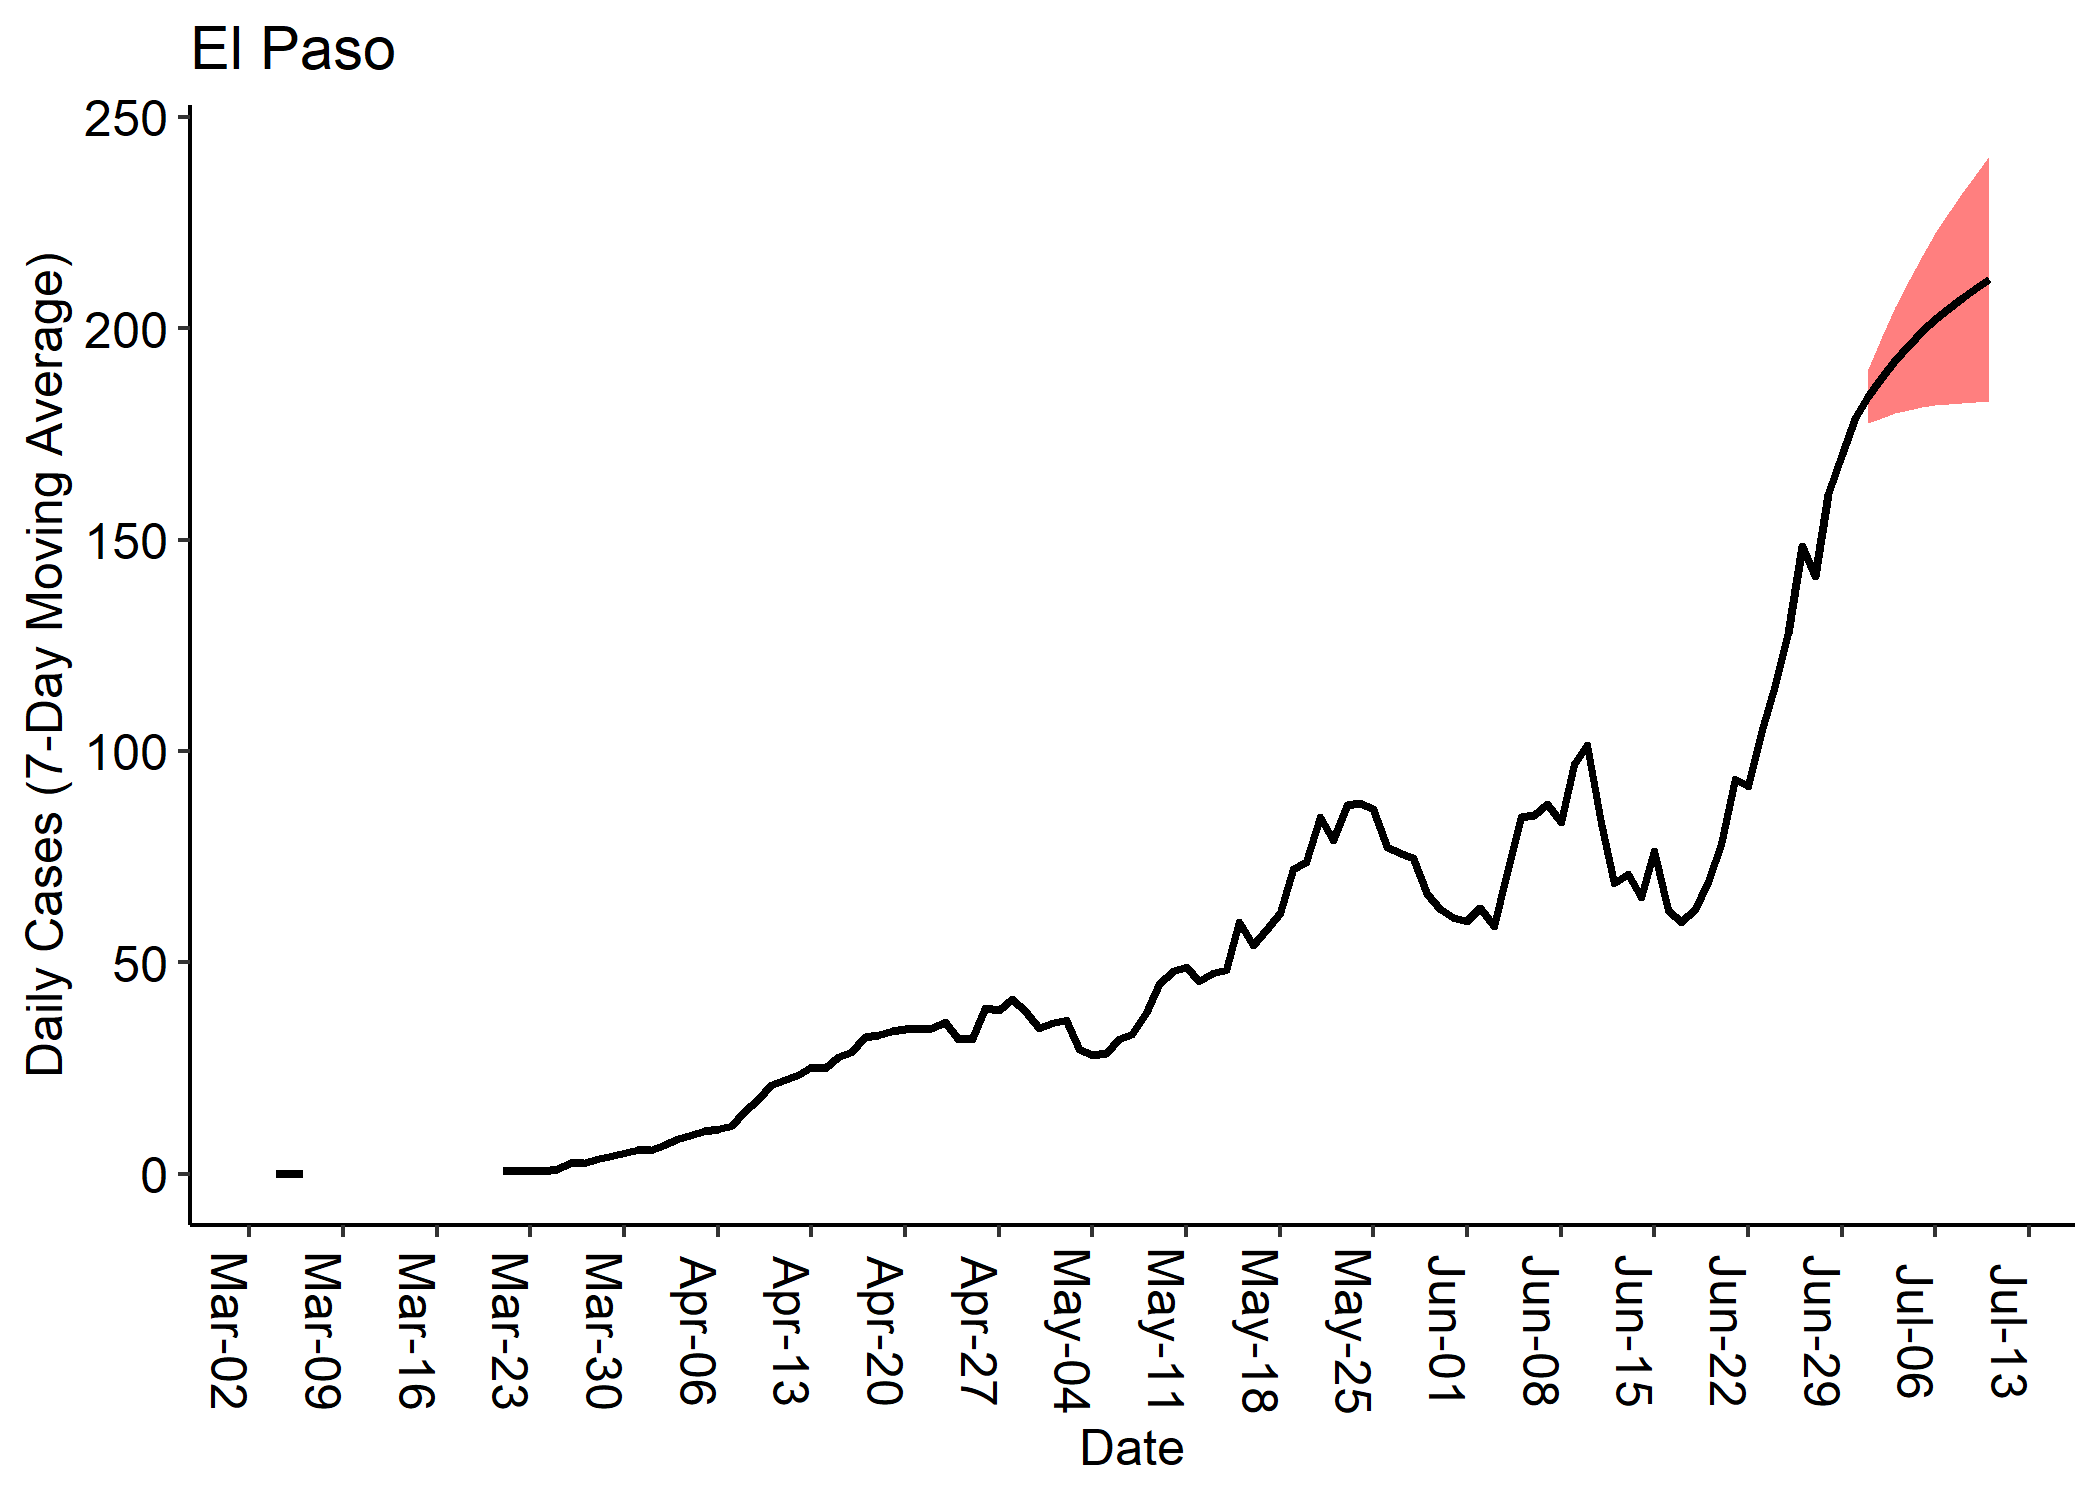 El Paso
Daily Cases (7-Day Moving Average)
250
200
150
100
50
0
Mar-02
Mar-09
Mar-16
Mar-23
Mar-30
Apr-06
Apr-13
Apr-20
Apr-27
May-04
May-11
May-18
May-25
Jun-01
Jun-08
Jun-15
Jun-22
Jun-29
Jul-06
Jul-13
Date